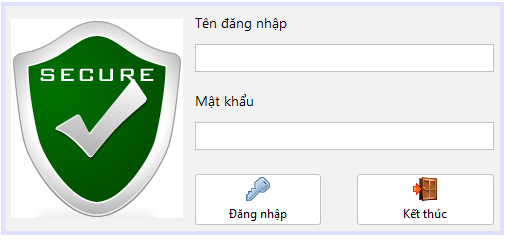 SECURE
Tên đăng nhập
Mật khẩu
Đăng nhập
Kết thúc